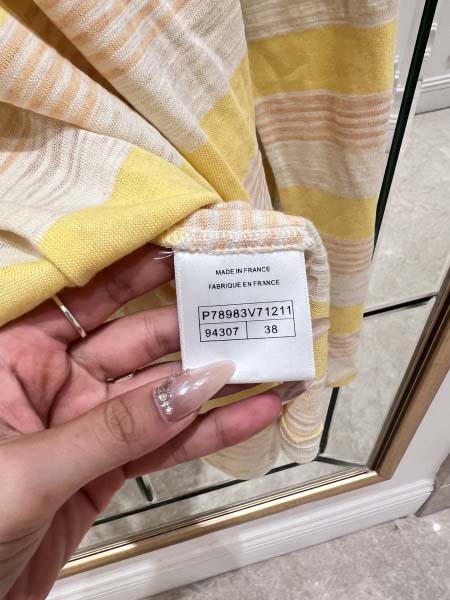 MADE IN FRANCE
FABRIQUE EN FRANCE
P78983V71211
94307 38